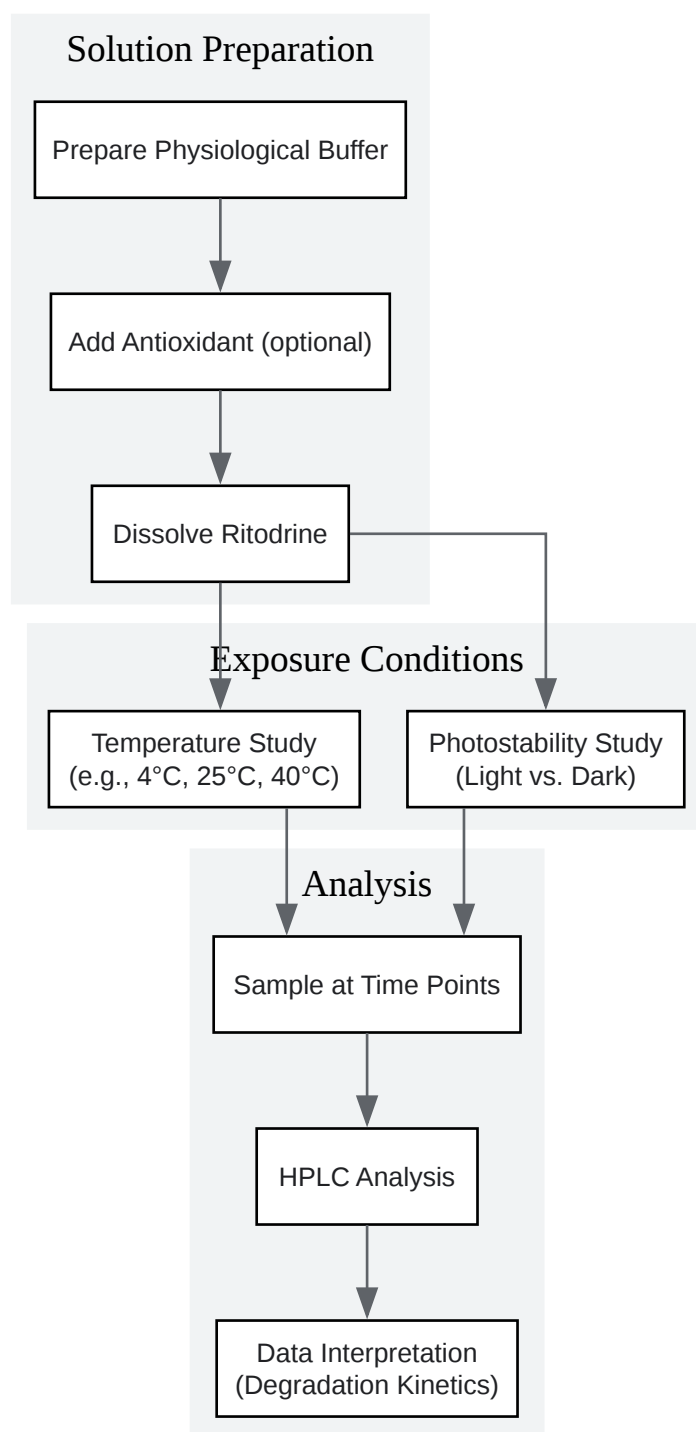 Solution Preparation
Prepare Physiological Buffer
Add Antioxidant (optional)
Dissolve Ritodrine
Exposure Conditions
Temperature Study
(e.g., 4°C, 25°C, 40°C)
Photostability Study
(Light vs. Dark)
Analysis
Sample at Time Points
HPLC Analysis
Data Interpretation
(Degradation Kinetics)